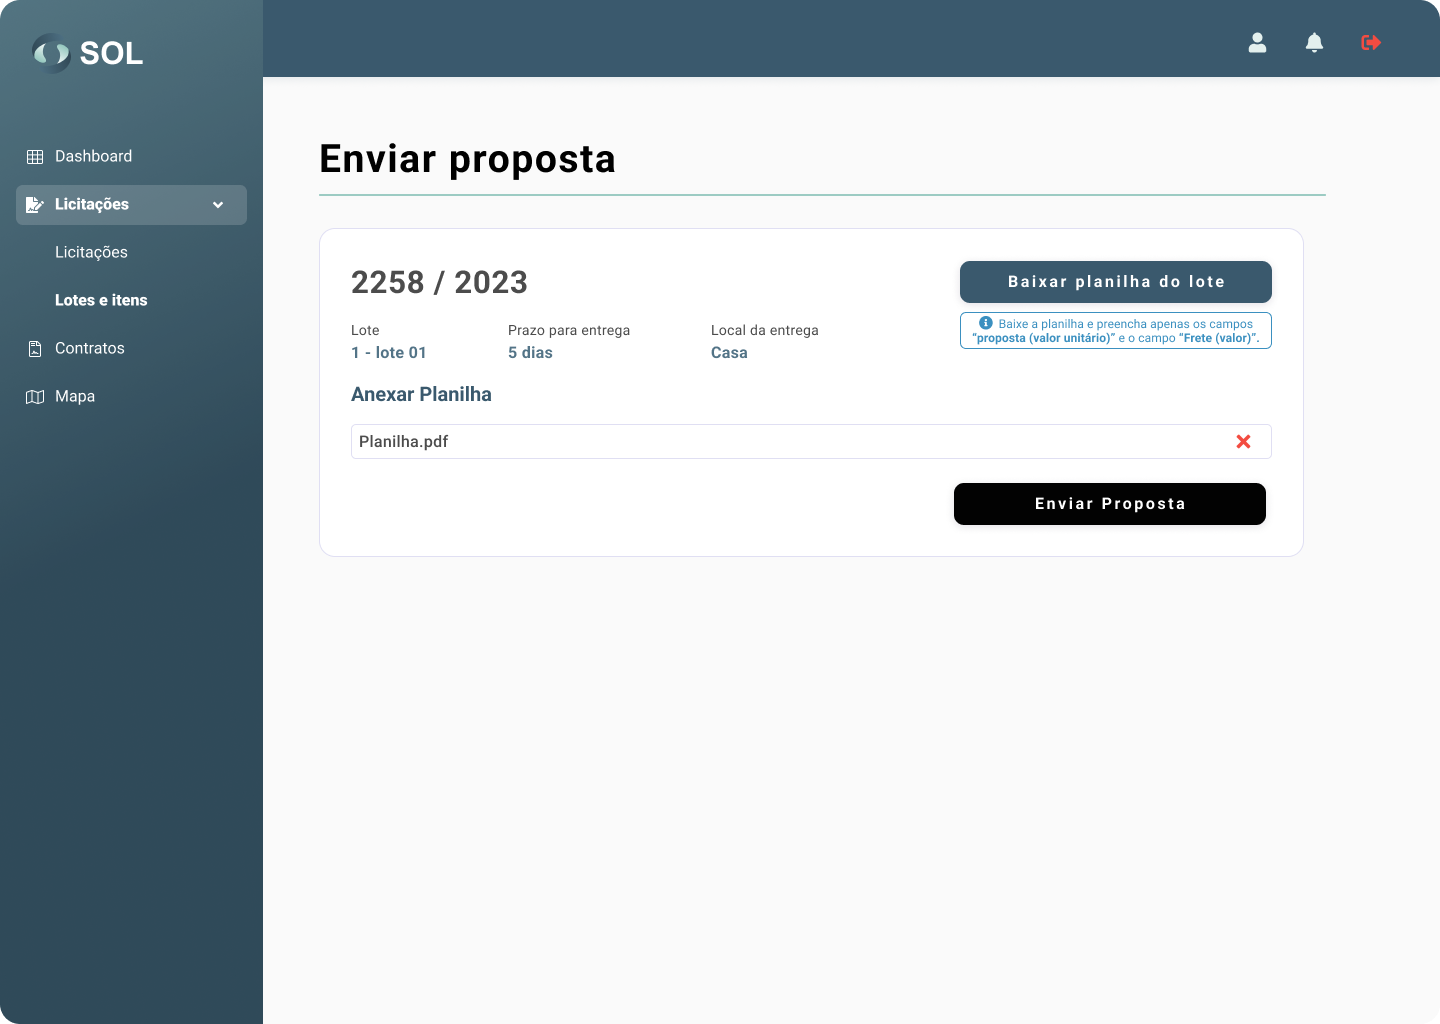 SOL
Dashboard
Licitações
Licitações
Lotes e itens
Contratos
Mapa
Enviar proposta
2258 / 2023
Baixar planilha do lote
Baixe a planilha e preencha apenas os campos
“proposta (valor unitário)” e o campo “Frete (valor)”.
Lote
1 - lote 01
Prazo para entrega
5 dias
Local da entrega
Casa
Anexar Planilha
Planilha.pdf
Enviar Proposta